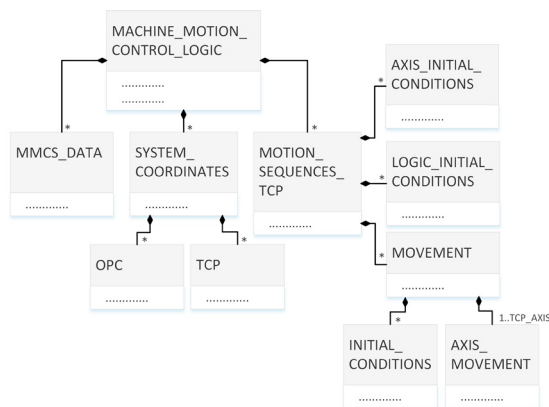 MACHINE_MOTION_
CONTROL_LOGIC
.............
.............
*
*
*
MMCS_DATA
.............
SYSTEM_
COORDINATES
.............
MOTION_
SEQUENCES_
TCP
.............
*
AXIS_INITIAL_
CONDITIONS
.............
*
LOGIC_INITIAL_
CONDITIONS
.............
*
MOVEMENT
.............
*
*
OPC
.............
TCP
.............
*
1..TCP_AXIS
INITIAL_
CONDITIONS
.............
AXIS_
MOVEMENT
.............